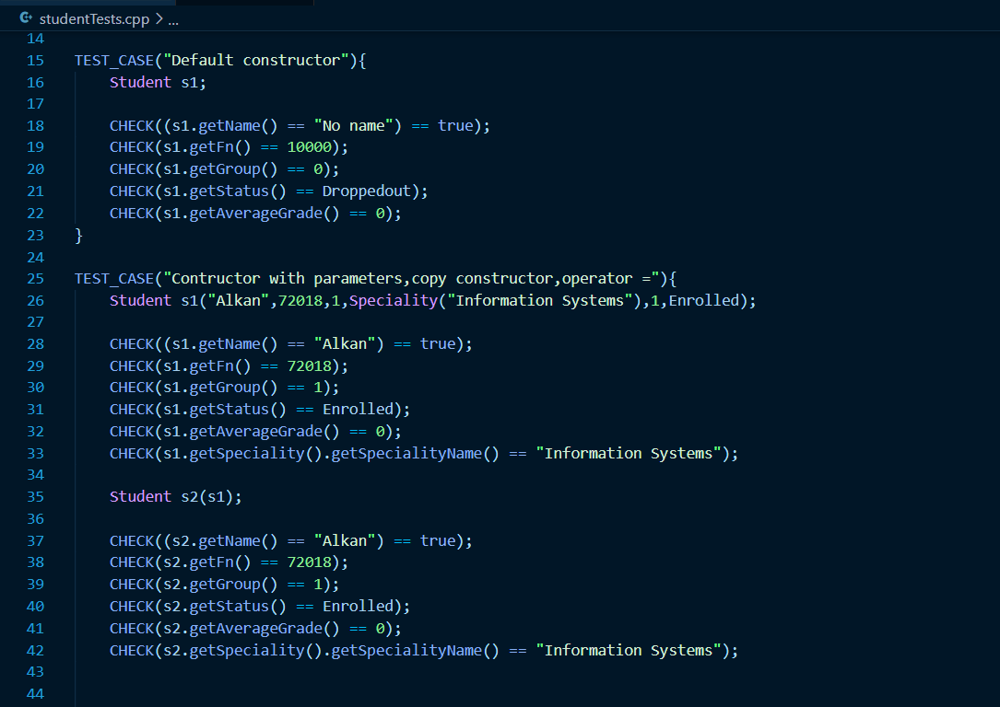 studentTests.cpp > ...
14
15 TEST_CASE("Default constructor"){
16 Student s1;
17
18 CHECK((s1.getName() == "No name") == true);
19 CHECK(s1.getFn() == 10000);
20 CHECK(s1.getGroup() == 0);
21 CHECK(s1.getStatus() == Droppedout);
22 CHECK(s1.getAverageGrade() == 0);
23 }
24
25 TEST_CASE("Contructor with parameters,copy constructor,operator ="){
26 Student s1("Alkan",72018,1,Speciality("Information Systems"),1,Enrolled);
27
28 CHECK((s1.getName() == "Alkan") == true);
29 CHECK(s1.getFn() == 72018);
30 CHECK(s1.getGroup() == 1);
31 CHECK(s1.getStatus() == Enrolled);
32 CHECK(s1.getAverageGrade() == 0);
33 CHECK(s1.getSpeciality().getSpecialityName() == "Information Systems");
34
35 Student s2(s1);
36
37 CHECK((s2.getName() == "Alkan") == true);
38 CHECK(s2.getFn() == 72018);
39 CHECK(s2.getGroup() == 1);
40 CHECK(s2.getStatus() == Enrolled);
41 CHECK(s2.getAverageGrade() == 0);
42 CHECK(s2.getSpeciality().getSpecialityName() == "Information Systems");
43
44